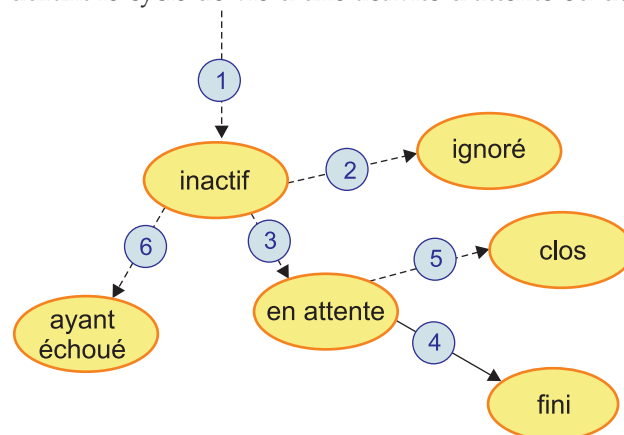 1
ignoré
2
inactif
3
6
5
clos
en attente
ayant
échoué
4
fini